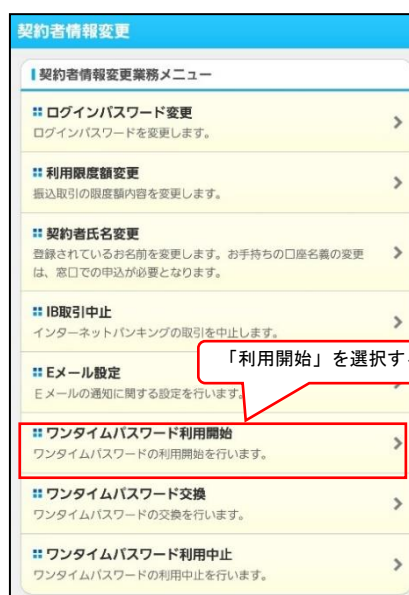 契約者情報変更
契約者情報変更業務メニュー
ログインパスワード変更
ログインパスワードを変更します。
利用限度額変更
振込取引の限度額内容を変更します。
契約者氏名変更
登録されているお名前を変更します。お手持ちの口座名義の変更
は、窓口での申込が必要となります。
IB取引中止
インターネットバンキングの取引を中止します。
「利用開始」を選択す
Eメール設定
Eメールの通知に関する設定を行います。
ワンタイムパスワード利用開始
ワンタイムパスワードの利用開始を行います。
ワンタイムパスワード交換
ワンタイムパスワードの交換を行います。
ワンタイムパスワード利用中止
ワンタイムパスワードの利用中止を行います。